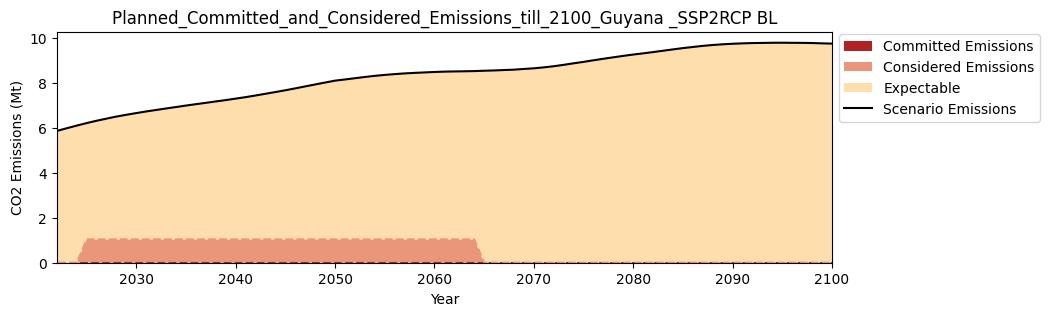 Planned_Committed_and_Considered_Emissions_till_2100_Guyana _SSP2RCP BL
CO2 Emissions (Mt)
10
8
6
4
2
0
2030 2040 2050 2060 2070 2080 2090 2100
Year
Committed Emissions
Considered Emissions
Expectable
Scenario Emissions